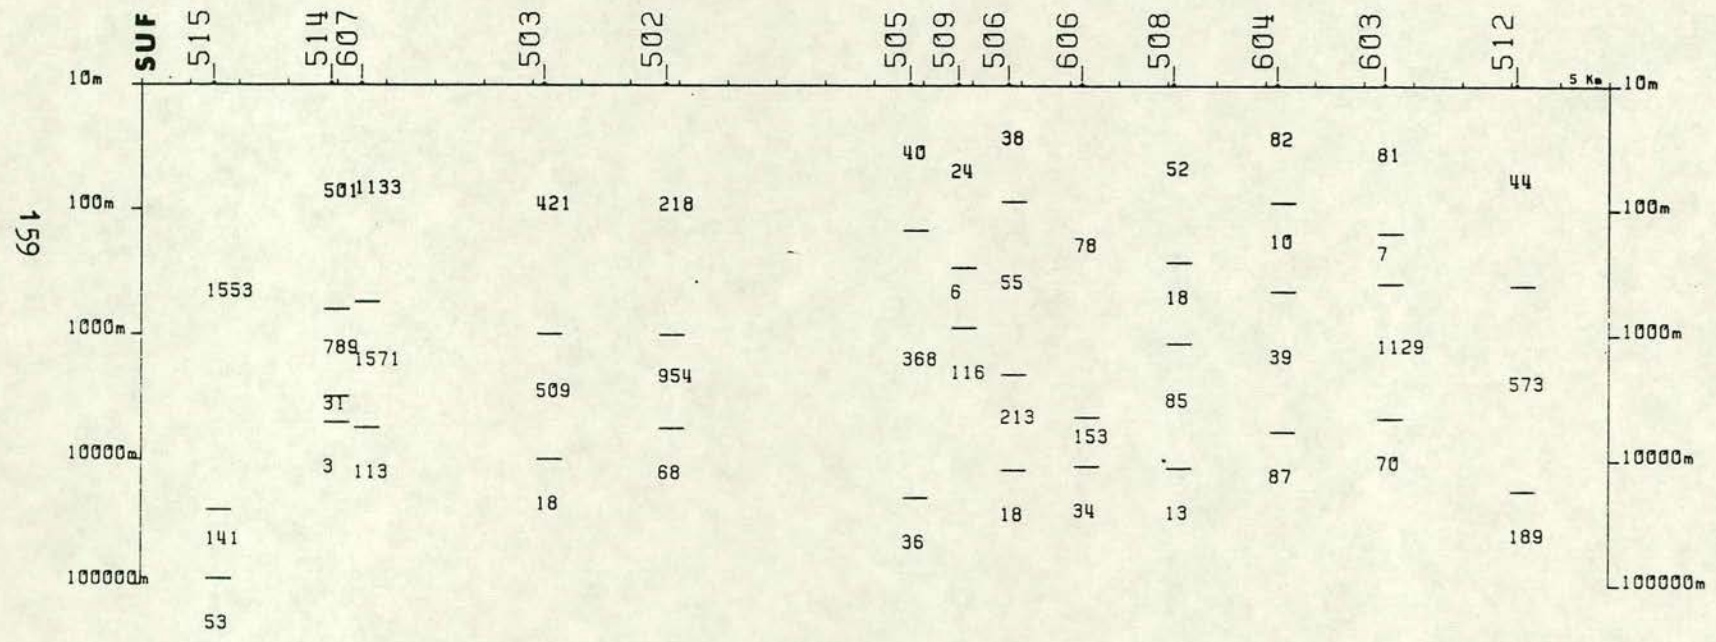 SUF 515 514 607 503 502 505 509 506 606 508 604 603 512
10m 5 Km 10m
40 38 82 81
24 52 44
501 1133
100m 421 218 100m
78 10 7
1553 6 55 18
1000m 1000m
789 1571 368 116 39 1129
31 509 954 85 573
213 153
10000m 10000m
3 113 68 87 70
18 18 34 13
141 36 189
100000m 100000m
53
159